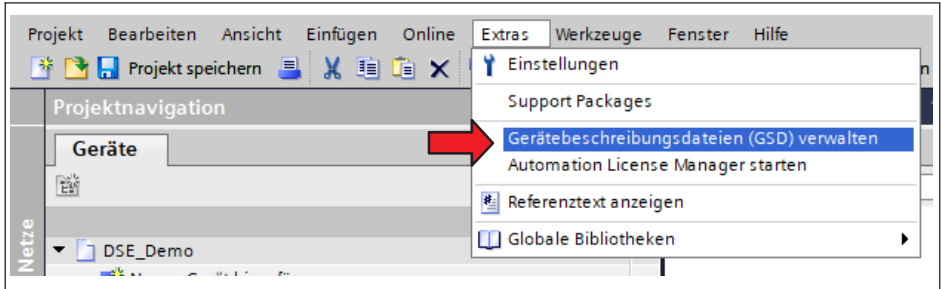 Projekt Bearbeiten Ansicht Einfügen Online Extras Werkzeuge Fenster Hilfe
Projekt speichern
Einstellungen
Support Packages
Projektnavigation
Gerätebeschreibungsdateien (GSD) verwalten
Geräte
Automation License Manager starten
Referenztext anzeigen
Globale Bibliotheken
Netze
DSE_Demo